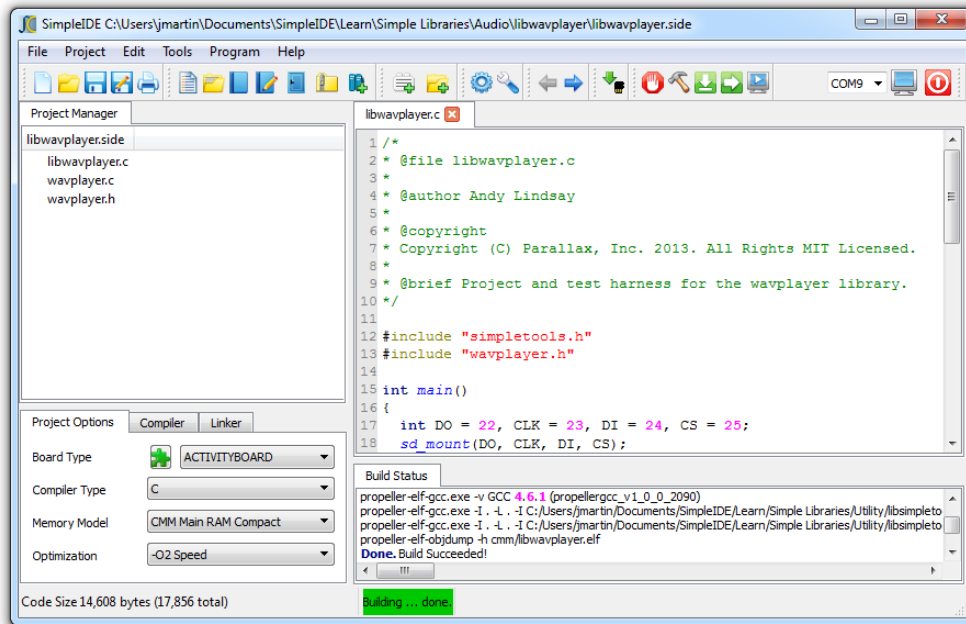 SimpleIDE C:\Users\jmartin\Documents\SimpleIDE\Learn\Simple Libraries\Audio\libwavplayer\libwavplayer.side
File Project Edit Tools Program Help
COM9
Project Manager
libwavplayer.side
libwavplayer.c
wavplayer.c
wavplayer.h
libwavplayer.c
1 /*
2 * @file libwavplayer.c
3 *
4 * @author Andy Lindsay
5 *
6 * @copyright
7 * Copyright (C) Parallax, Inc. 2013. All Rights MIT Licensed.
8 *
9 * @brief Project and test harness for the wavplayer library.
10 */
11
12 #include "simpletools.h"
13 #include "wavplayer.h"
14
15 int main()
16 {
17 int DO = 22, CLK = 23, DI = 24, CS = 25;
18 sd_mount(DO, CLK, DI, CS);
Project Options Compiler Linker
Board Type ACTIVITYBOARD
Compiler Type C
Memory Model CMM Main RAM Compact
Optimization -O2 Speed
Build Status
propeller-elf-gcc.exe -v GCC 4.6.1 (propellergcc_v1_0_0_2090)
propeller-elf-gcc.exe -I . -L . -I C:/Users/jmartin/Documents/SimpleIDE/Learn/Simple Libraries/Utility/libsimpleto
propeller-elf-gcc.exe -I . -L . -I C:/Users/jmartin/Documents/SimpleIDE/Learn/Simple Libraries/Utility/libsimpleto
propeller-elf-objdump -h cmm/libwavplayer.elf
Done. Build Succeeded!
Code Size 14,608 bytes (17,856 total)
Building ... done.